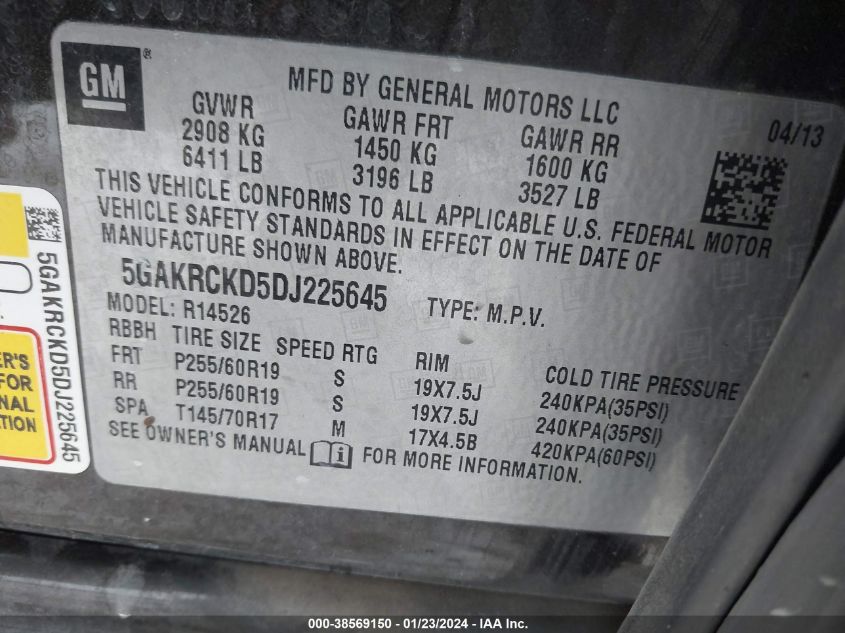 GM ®
MFD BY GENERAL MOTORS LLC
04/13
GVWR GAWR FRT GAWR RR
2908 KG 1450 KG 1600 KG
6411 LB 3196 LB 3527 LB
THIS VEHICLE CONFORMS TO ALL APPLICABLE U.S. FEDERAL MOTOR
VEHICLE SAFETY STANDARDS IN EFFECT ON THE DATE OF
MANUFACTURE SHOWN ABOVE.
5GAKRCKD5DJ225645 TYPE: M.P.V.
MODEL: R14526
RBBH TIRE SIZE SPEED RTG RIM COLD TIRE PRESSURE
FRT P255/60R19 S 19X7.5J 240KPA(35PSI)
RR P255/60R19 S 19X7.5J 240KPA(35PSI)
SPA T145/70R17 M 17X4.5B 420KPA(60PSI)
SEE OWNER'S MANUAL i FOR MORE INFORMATION.
5GAKRCKD5DJ225645
ER'S
FOR
NAL
TION
000-38569150 - 01/23/2024 - IAA Inc.